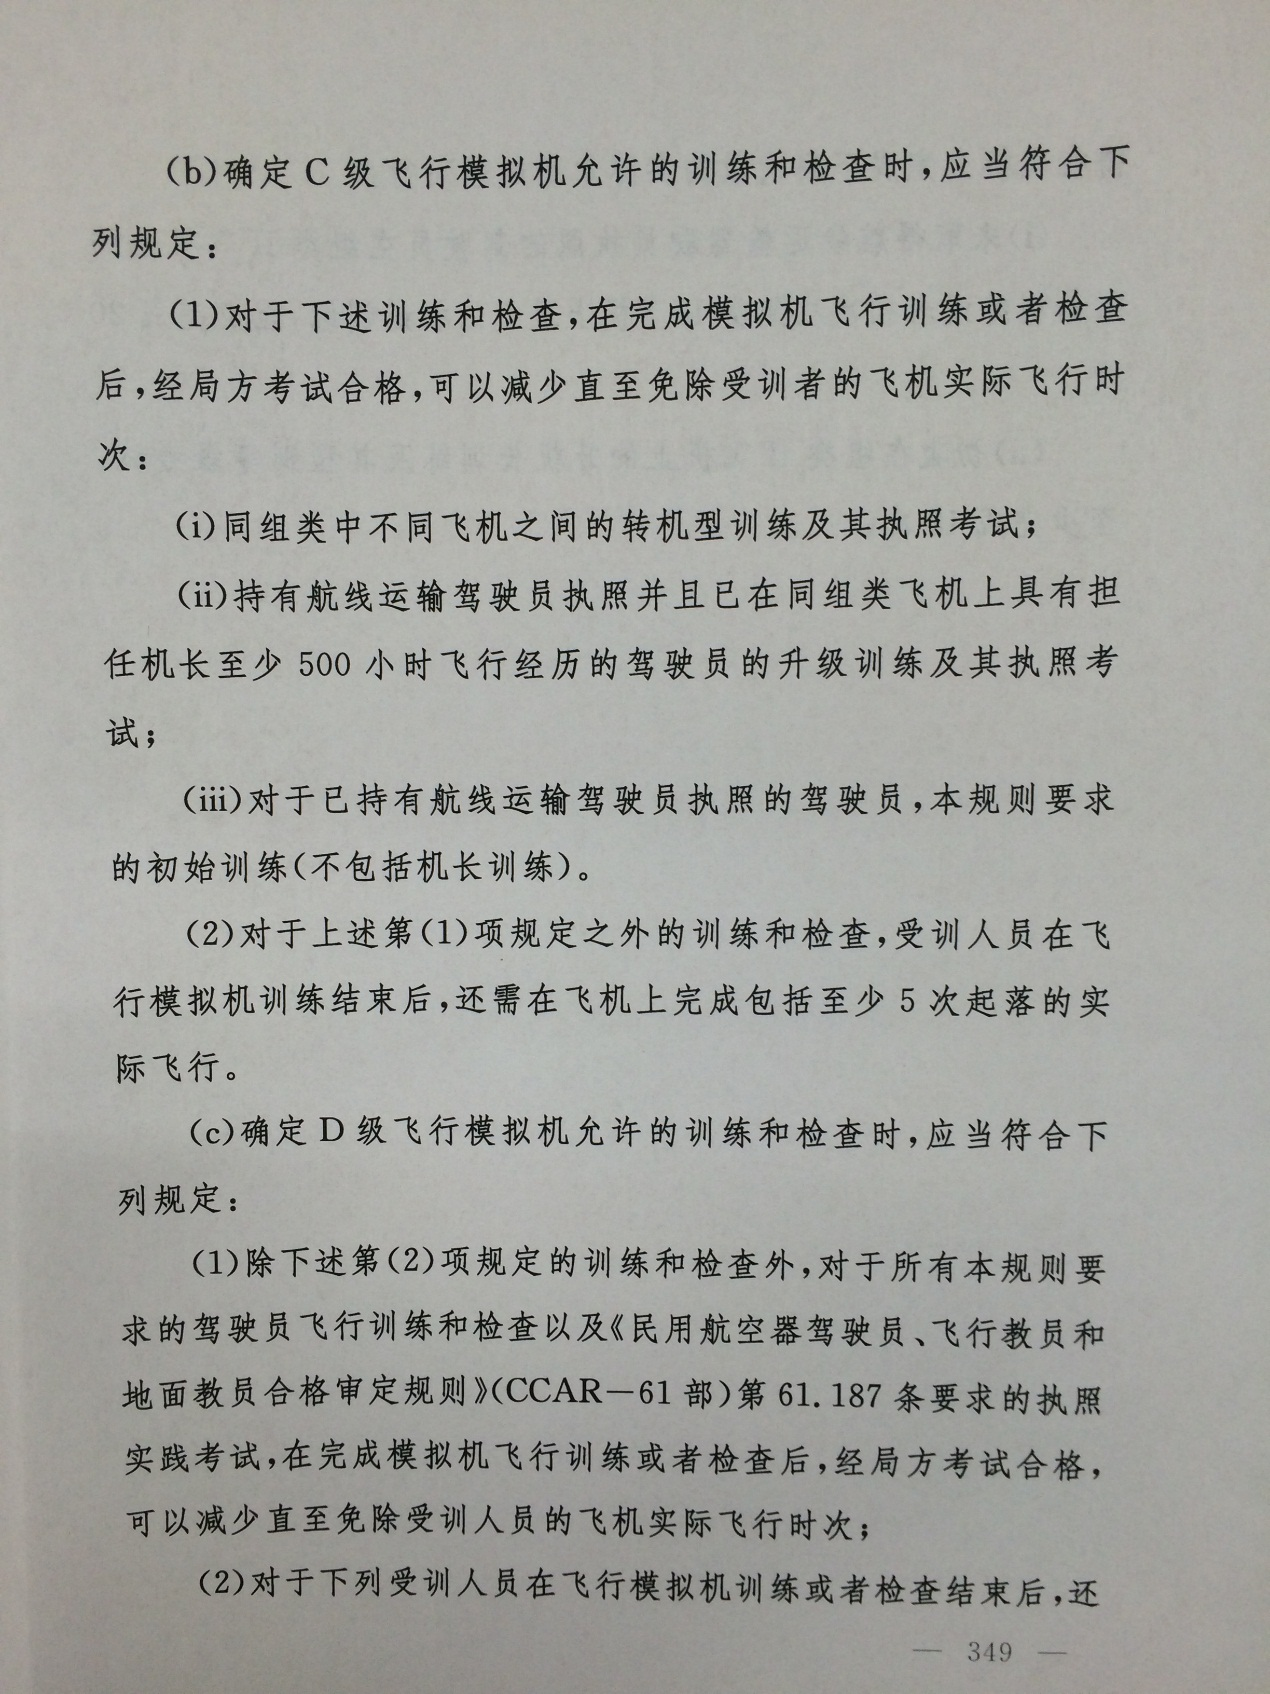 (b)确定C级飞行模拟机允许的训练和检查时,应当符合下
列规定:
(1)对于下述训练和检查,在完成模拟机飞行训练或者检查
后,经局方考试合格,可以减少直至免除受训者的飞机实际飞行时
次:
(i)同组类中不同飞机之间的转机型训练及其执照考试;
(ii)持有航线运输驾驶员执照并且已在同组类飞机上具有担
任机长至少 500 小时飞行经历的驾驶员的升级训练及其执照考
试;
(iii)对于已持有航线运输驾驶员执照的驾驶员,本规则要求
的初始训练(不包括机长训练)。
(2)对于上述第(1)项规定之外的训练和检查,受训人员在飞
行模拟机训练结束后,还需在飞机上完成包括至少 5 次起落的实
际飞行。
(c)确定D级飞行模拟机允许的训练和检查时,应当符合下
列规定:
(1)除下述第(2)项规定的训练和检查外,对于所有本规则要
求的驾驶员飞行训练和检查以及《民用航空器驾驶员、飞行教员和
地面教员合格审定规则》(CCAR—61部)第 61.187 条要求的执照
实践考试,在完成模拟机飞行训练或者检查后,经局方考试合格,
可以减少直至免除受训人员的飞机实际飞行时次;
(2)对于下列受训人员在飞行模拟机训练或者检查结束后,还
— 349 —